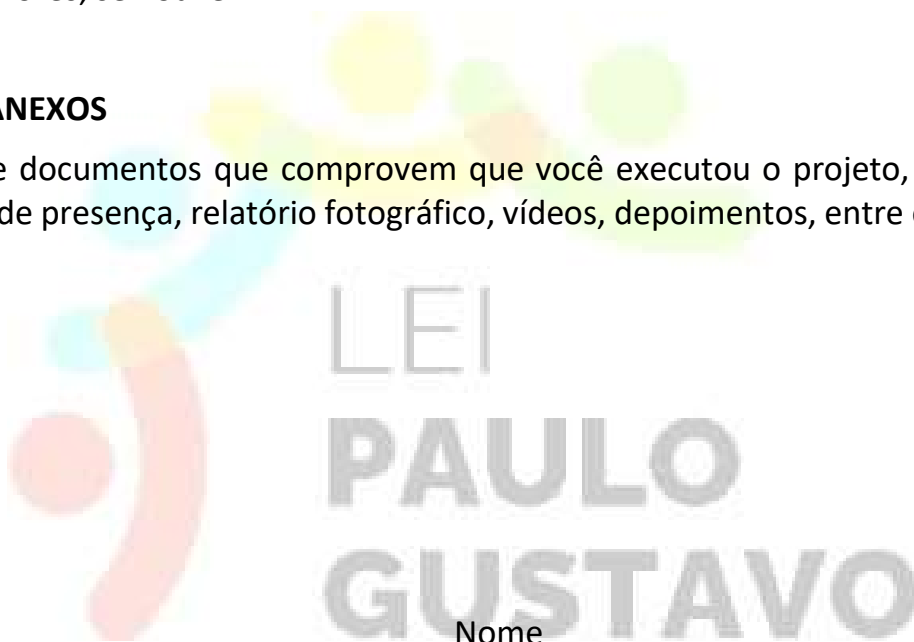 ANEXOS
e documentos que comprovem que você executou o projeto,
de presença, relatório fotográfico, vídeos, depoimentos, entre
LEI
PAULO
GUSTAVO
Nome